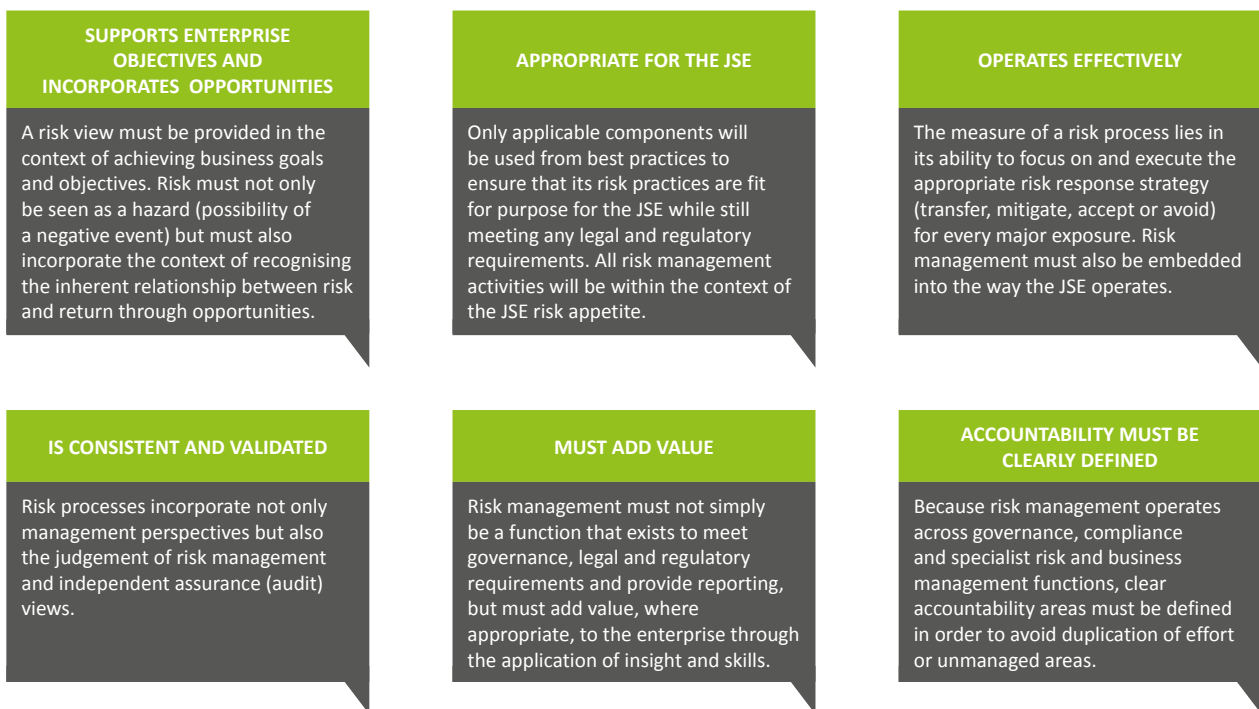 SUPPORTS ENTERPRISE
OBJECTIVES AND
INCORPORATES OPPORTUNITIES
A risk view must be provided in the
context of achieving business goals
and objectives. Risk must not only
be seen as a hazard (possibility of
a negative event) but must also
incorporate the context of recognising
the inherent relationship between risk
and return through opportunities.
APPROPRIATE FOR THE JSE
Only applicable components will
be used from best practices to
ensure that its risk practices are fit
for purpose for the JSE while still
meeting any legal and regulatory
requirements. All risk management
activities will be within the context of
the JSE risk appetite.
OPERATES EFFECTIVELY
The measure of a risk process lies in
its ability to focus on and execute the
appropriate risk response strategy
(transfer, mitigate, accept or avoid)
for every major exposure. Risk
management must also be embedded
into the way the JSE operates.
IS CONSISTENT AND VALIDATED
Risk processes incorporate not only
management perspectives but also
the judgement of risk management
and independent assurance (audit)
views.
MUST ADD VALUE
Risk management must not simply
be a function that exists to meet
governance, legal and regulatory
requirements and provide reporting,
but must add value, where
appropriate, to the enterprise through
the application of insight and skills.
ACCOUNTABILITY MUST BE
CLEARLY DEFINED
Because risk management operates
across governance, compliance
and specialist risk and business
management functions, clear
accountability areas must be defined
in order to avoid duplication of effort
or unmanaged areas.